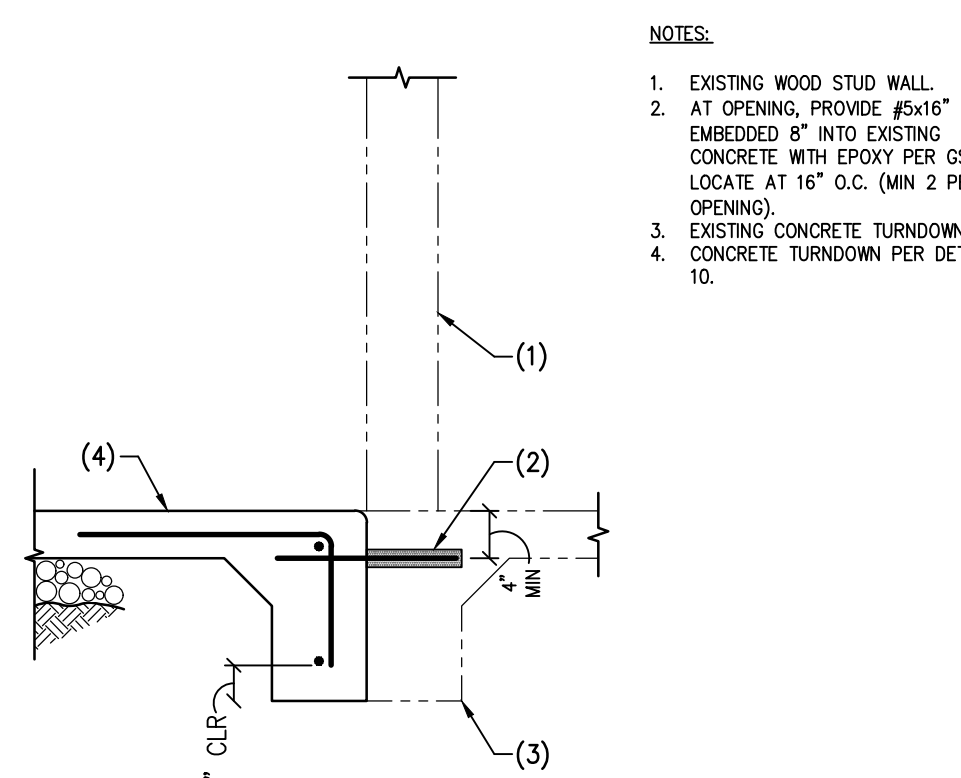 NOTES:
1. EXISTING WOOD STUD WALL.
2. AT OPENING, PROVIDE #5x16"
EMBEDDED 8" INTO EXISTING
CONCRETE WITH EPOXY PER
LOCATE AT 16" O.C. (MIN 2
OPENING).
3. EXISTING CONCRETE TURNDOWN
4. CONCRETE TURNDOWN PER
10.
(1)
(4)
(2)
4"
MIN
CLR
(3)